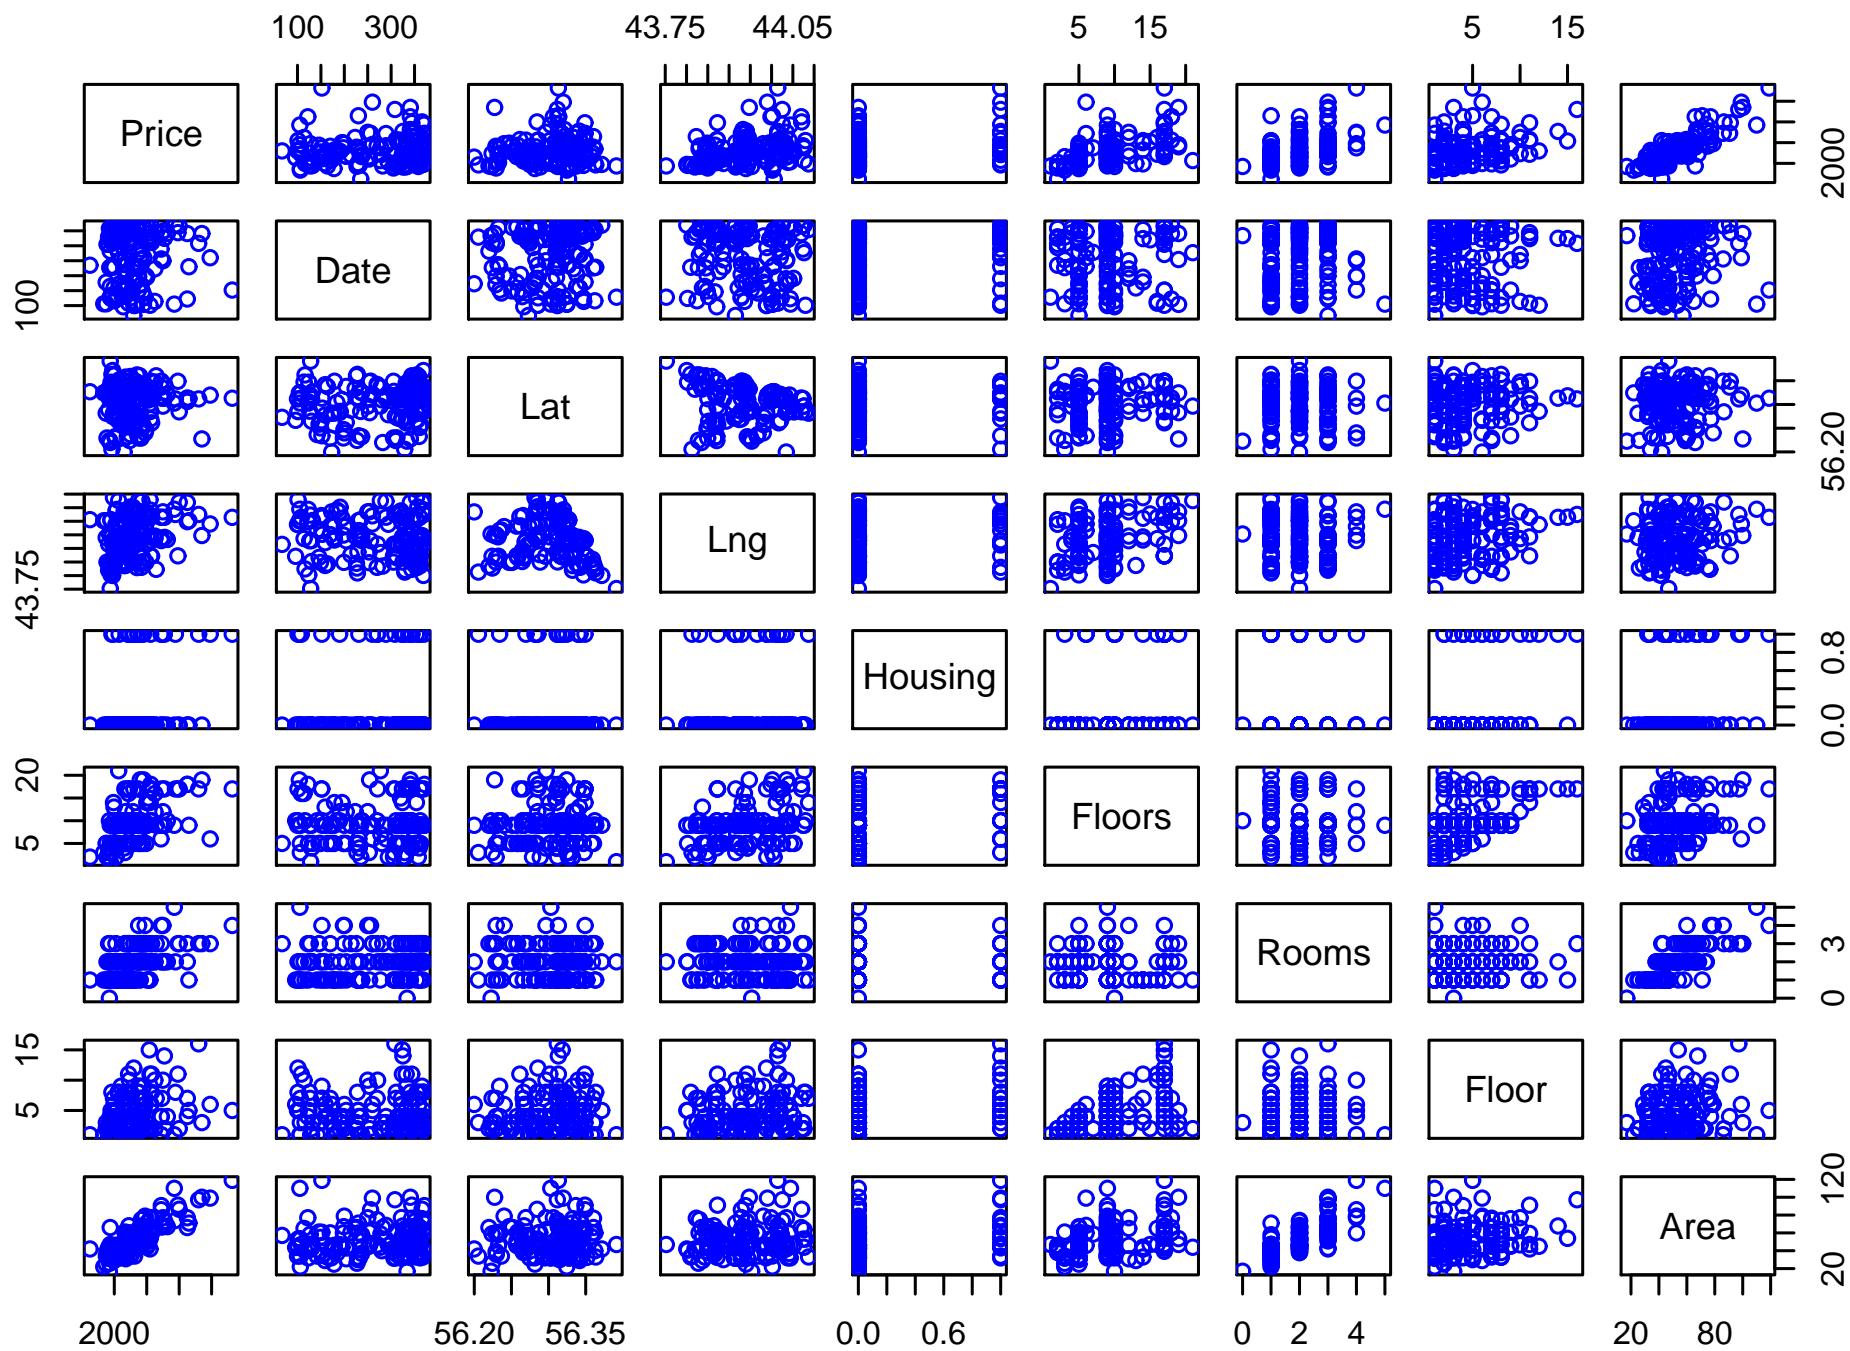 100 300 43.75 44.05 5 15 5 15
Price 2000
100 Date
Lat 56.20
43.75 Lng
Housing 0.0 0.8
5 20 Floors
Rooms 0 3
5 15 Floor
Area 20 120
2000 56.20 56.35 0.0 0.6 0 2 4 20 80